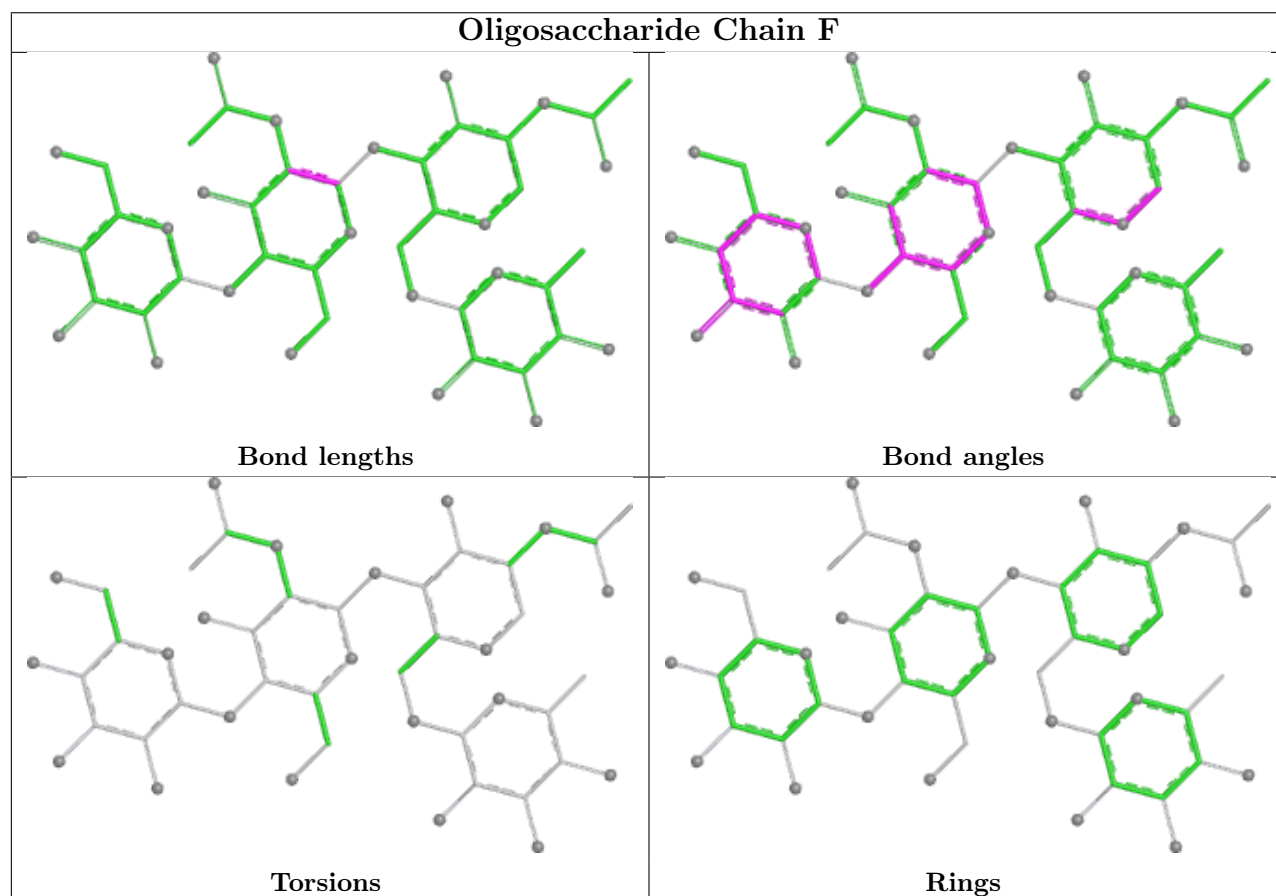 Oligosaccharide Chain F
Bond lengths
Bond angles
Torsions
Rings